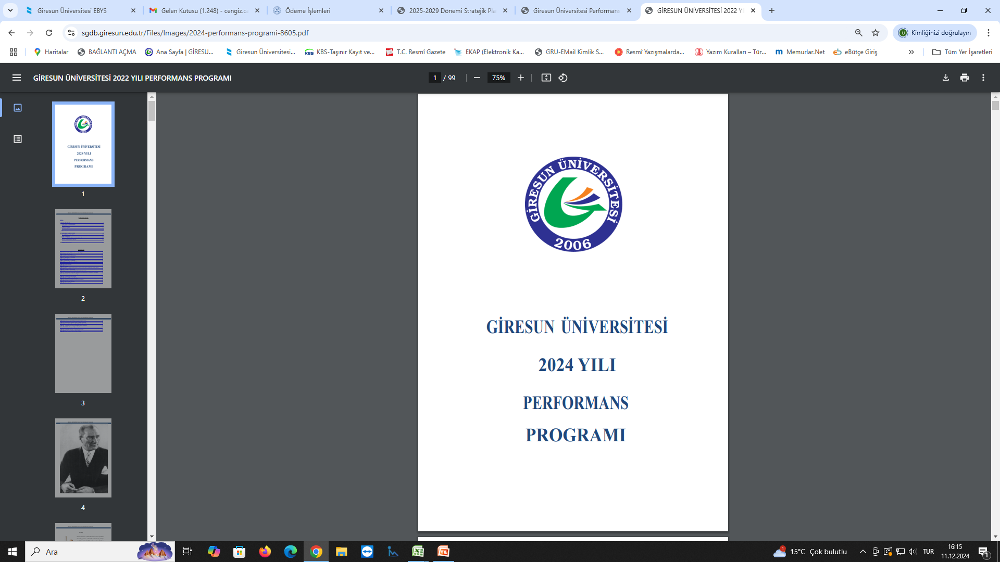 Giresun Üniversitesi EBYS
Gelen Kutusu (1.248) - cengiz.ca
Ödeme İşlemleri
2025-2029 Dönemi Stratejik Pla
Giresun Üniversitesi Performans
GİRESUN ÜNİVERSİTESİ 2022 YI
sgdb.giresun.edu.tr/Files/Images/2024-performans-programi-8605.pdf
Kimliğinizi doğrulayın
Haritalar
BAĞLANTI AÇMA
Ana Sayfa | GİRESU...
Giresun Üniversitesi...
KBS-Taşınır Kayıt ve...
T.C. Resmî Gazete
EKAP (Elektronik Ka...
GRU-EMail Kimlik S...
Resmî Yazışmalarda...
Yazım Kuralları – Tür...
Memurlar.Net
eBütçe Giriş
Tüm Yer İşaretleri
GİRESUN ÜNİVERSİTESİ 2022 YILI PERFORMANS PROGRAMI
1 / 99
75%
GİRESUN ÜNİVERSİTESİ
2024 YILI
PERFORMANS
PROGRAMI
1
2
3
4
GİRESUN ÜNİVERSİTESİ
2006
GİRESUN ÜNİVERSİTESİ
2024 YILI
PERFORMANS
PROGRAMI
Ara
1
15°C Çok bulutlu
TUR
16:15
11.12.2024
1